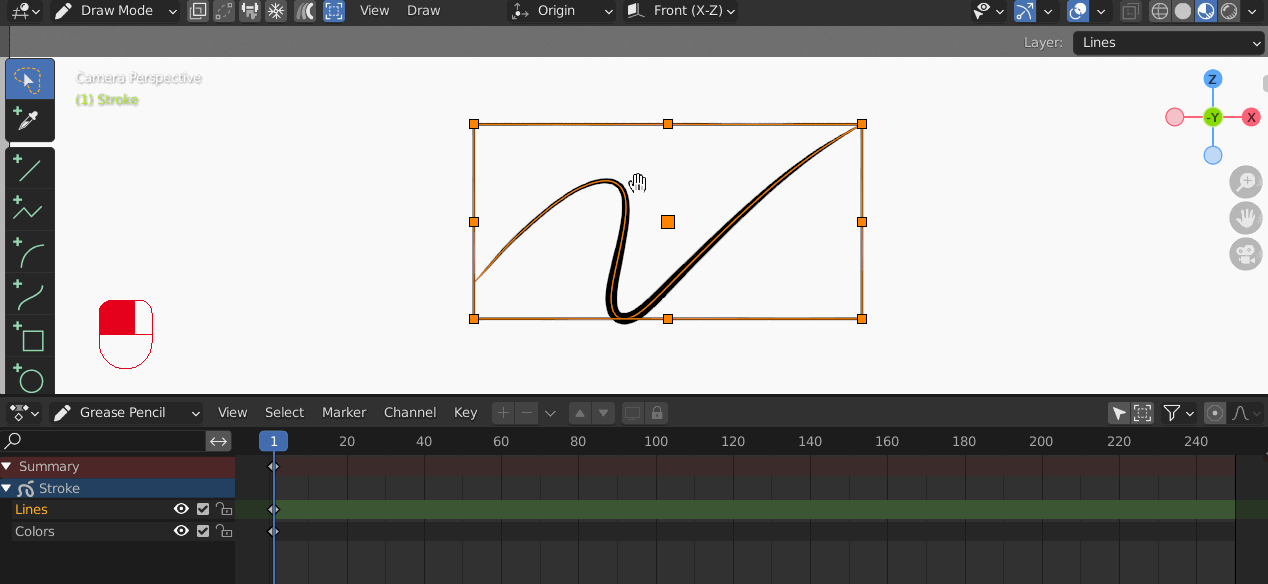 Draw Mode View Draw Origin Front (X-Z)
Layer: Lines
Camera Perspective
(1) Stroke
Z
-Y X
Grease Pencil View Select Marker Channel Key
1 20 40 60 80 100 120 140 160 180 200 220 240
Summary
Stroke
Lines
Colors